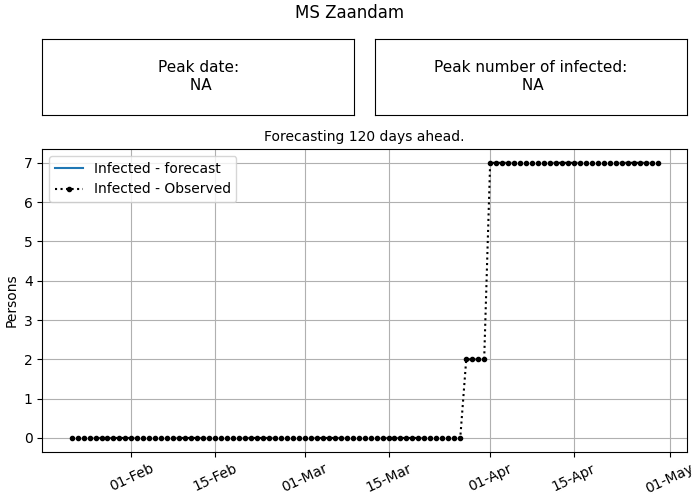 MS Zaandam
Peak date:
NA
Peak number of infected:
NA
Forecasting 120 days ahead.
Infected - forecast
Infected - Observed
Persons
7
6
5
4
3
2
1
0
01-Feb
15-Feb
01-Mar
15-Mar
01-Apr
15-Apr
01-May